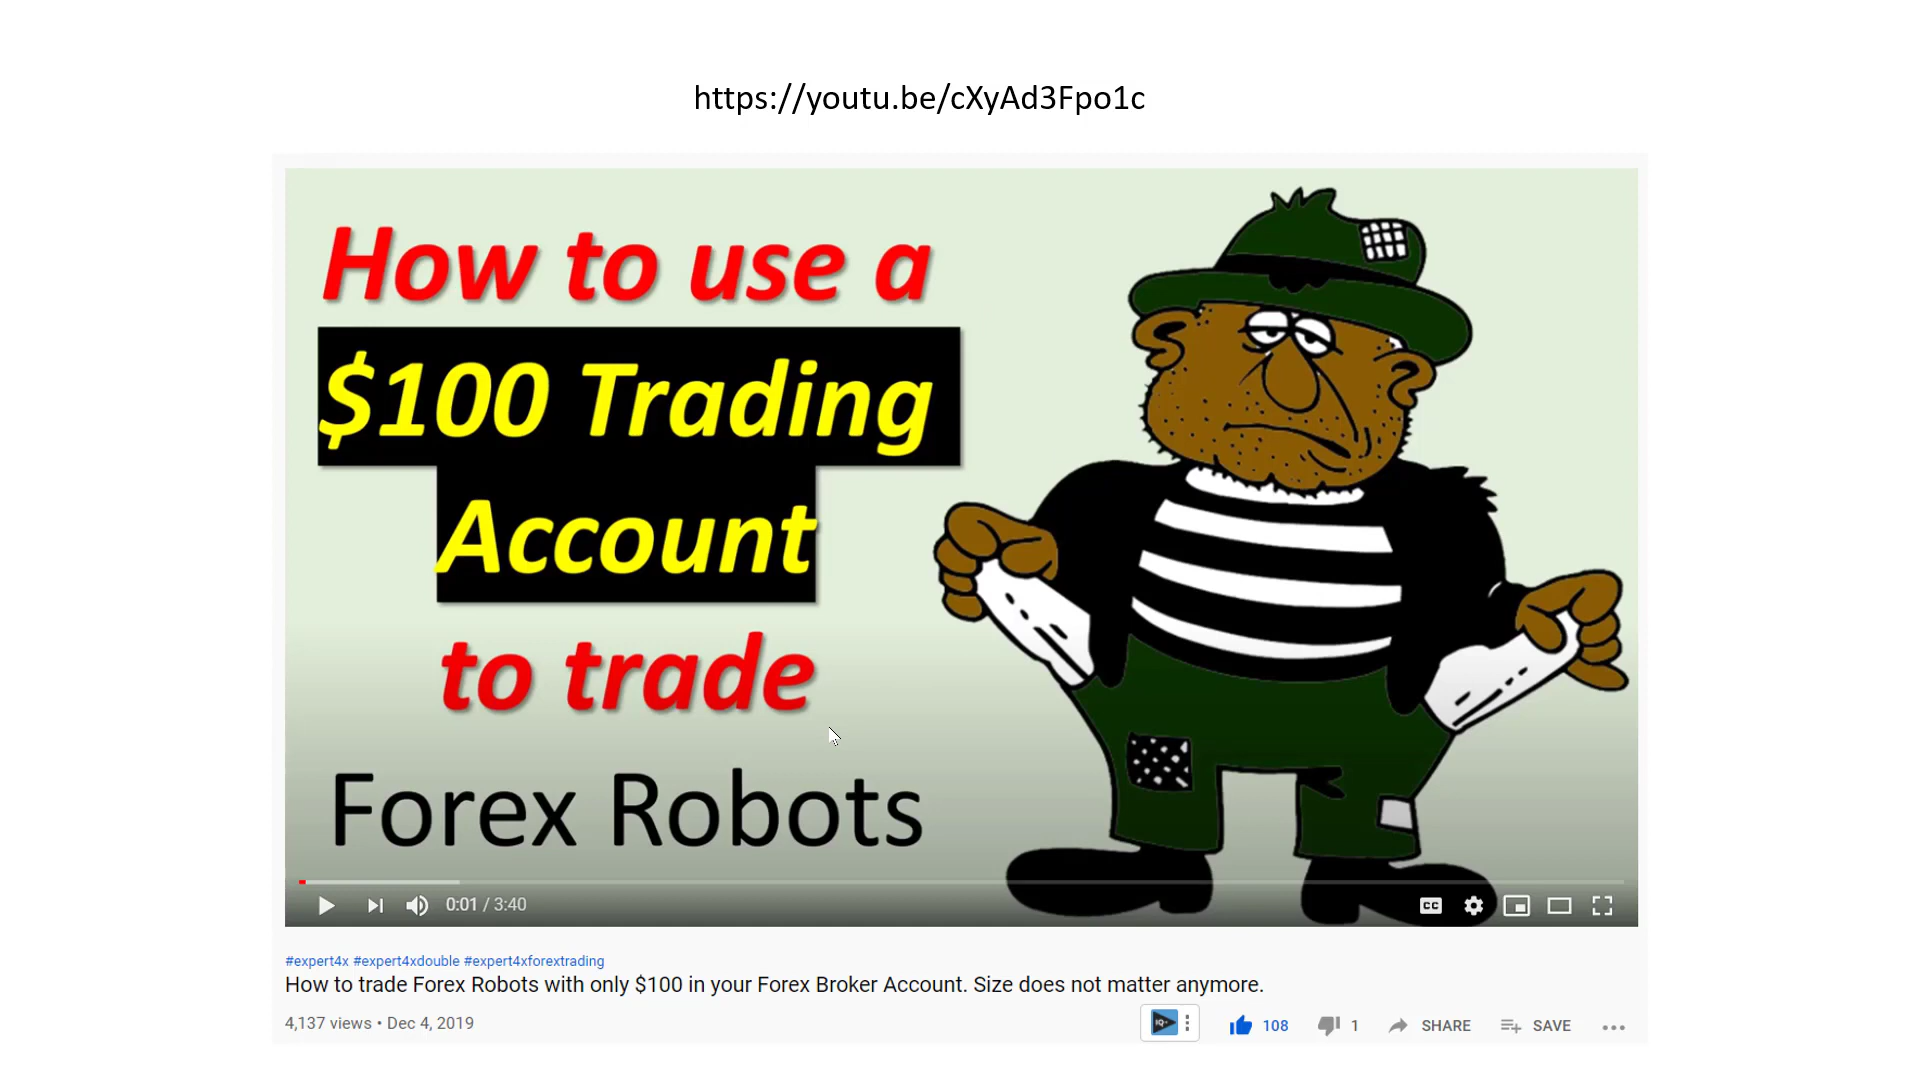 https://youtu.be/cXyAd3Fpo1c
How to use a
$100 Trading
Account
to trade
Forex Robots
0:01 / 3:40
CC
#expert4x #expert4xdouble #expert4xforextrading
How to trade Forex Robots with only $100 in your Forex Broker Account. Size does not matter anymore.
4,137 views • Dec 4, 2019
IQ+ 108 1 SHARE SAVE